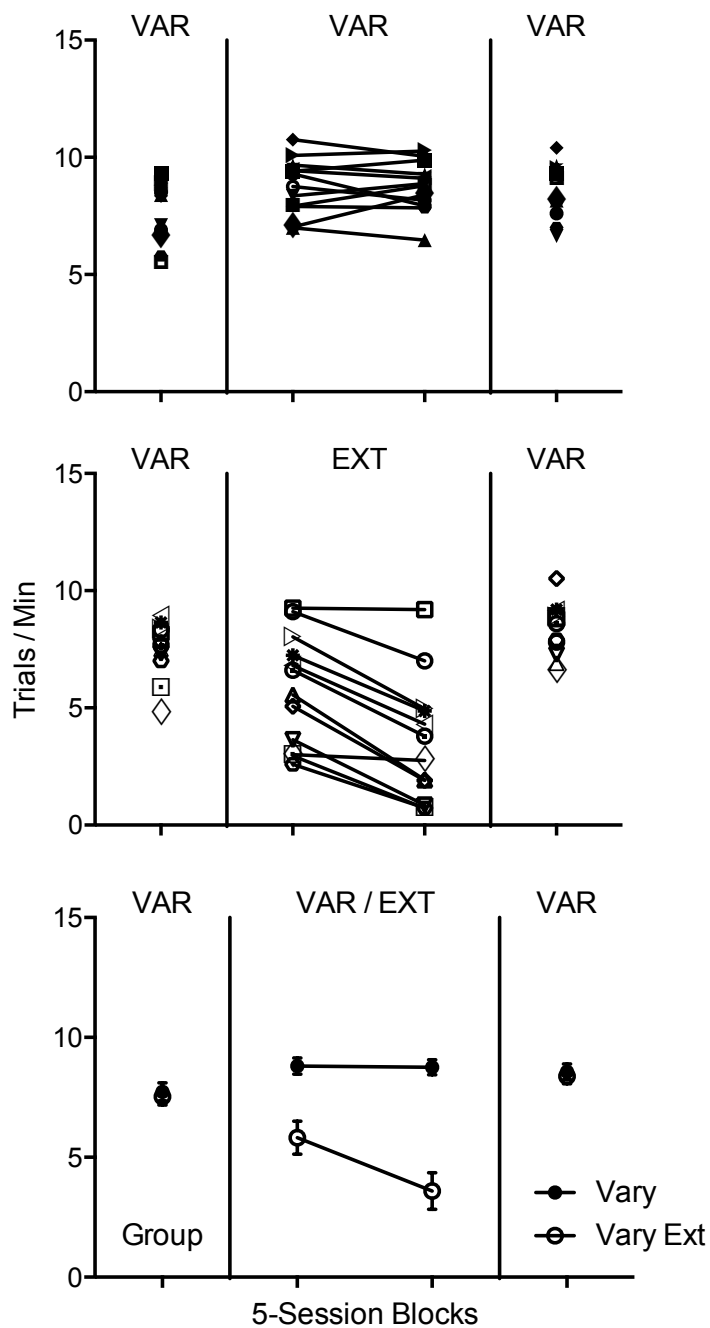 VAR VAR VAR
15
10
5
0
VAR EXT VAR
15
10
5
0
Trials / Min
VAR VAR / EXT VAR
15
10
5
0
Group
Vary
Vary Ext
5-Session Blocks